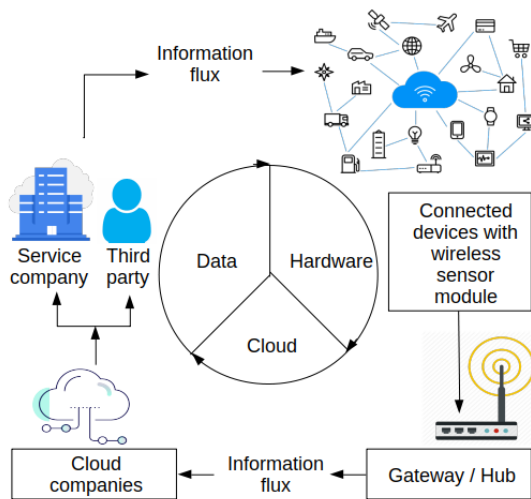 Information
flux
Service
company
Third
party
Data
Hardware
Cloud
Connected
devices with
wireless
sensor
module
Cloud
companies
Information
flux
Gateway / Hub